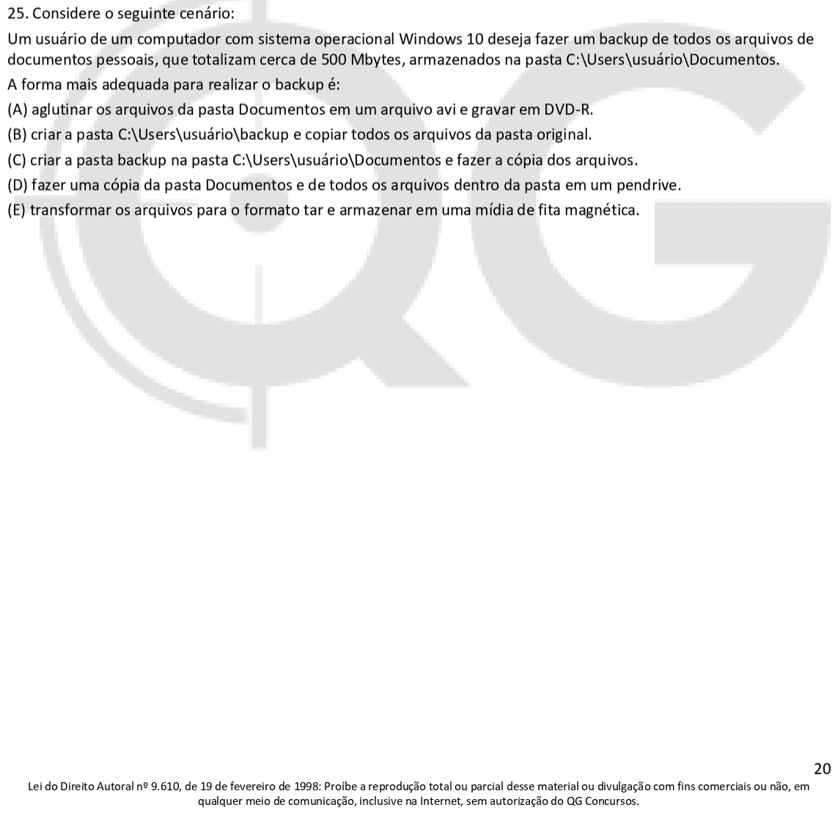 25. Considere o seguinte cenário:
Um usuário de um computador com sistema operacional Windows 10 deseja fazer um backup de todos os arquivos de
documentos pessoais, que totalizam cerca de 500 Mbytes, armazenados na pasta C:\Users\usuário\Documentos.
A forma mais adequada para realizar o backup é:
(A) aglutinar os arquivos da pasta Documentos em um arquivo avi e gravar em DVD-R.
(B) criar a pasta C:\Users\usuário\backup e copiar todos os arquivos da pasta original.
(C) criar a pasta backup na pasta C:\Users\usuário\Documentos e fazer a cópia dos arquivos.
(D) fazer uma cópia da pasta Documentos e de todos os arquivos dentro da pasta em um pendrive.
(E) transformar os arquivos para o formato tar e armazenar em uma mídia de fita magnética.
QG
20
Lei do Direito Autoral nº 9.610, de 19 de fevereiro de 1998: Proíbe a reprodução total ou parcial desse material ou divulgação com fins comerciais ou não, em
qualquer meio de comunicação, inclusive na Internet, sem autorização do QG Concursos.